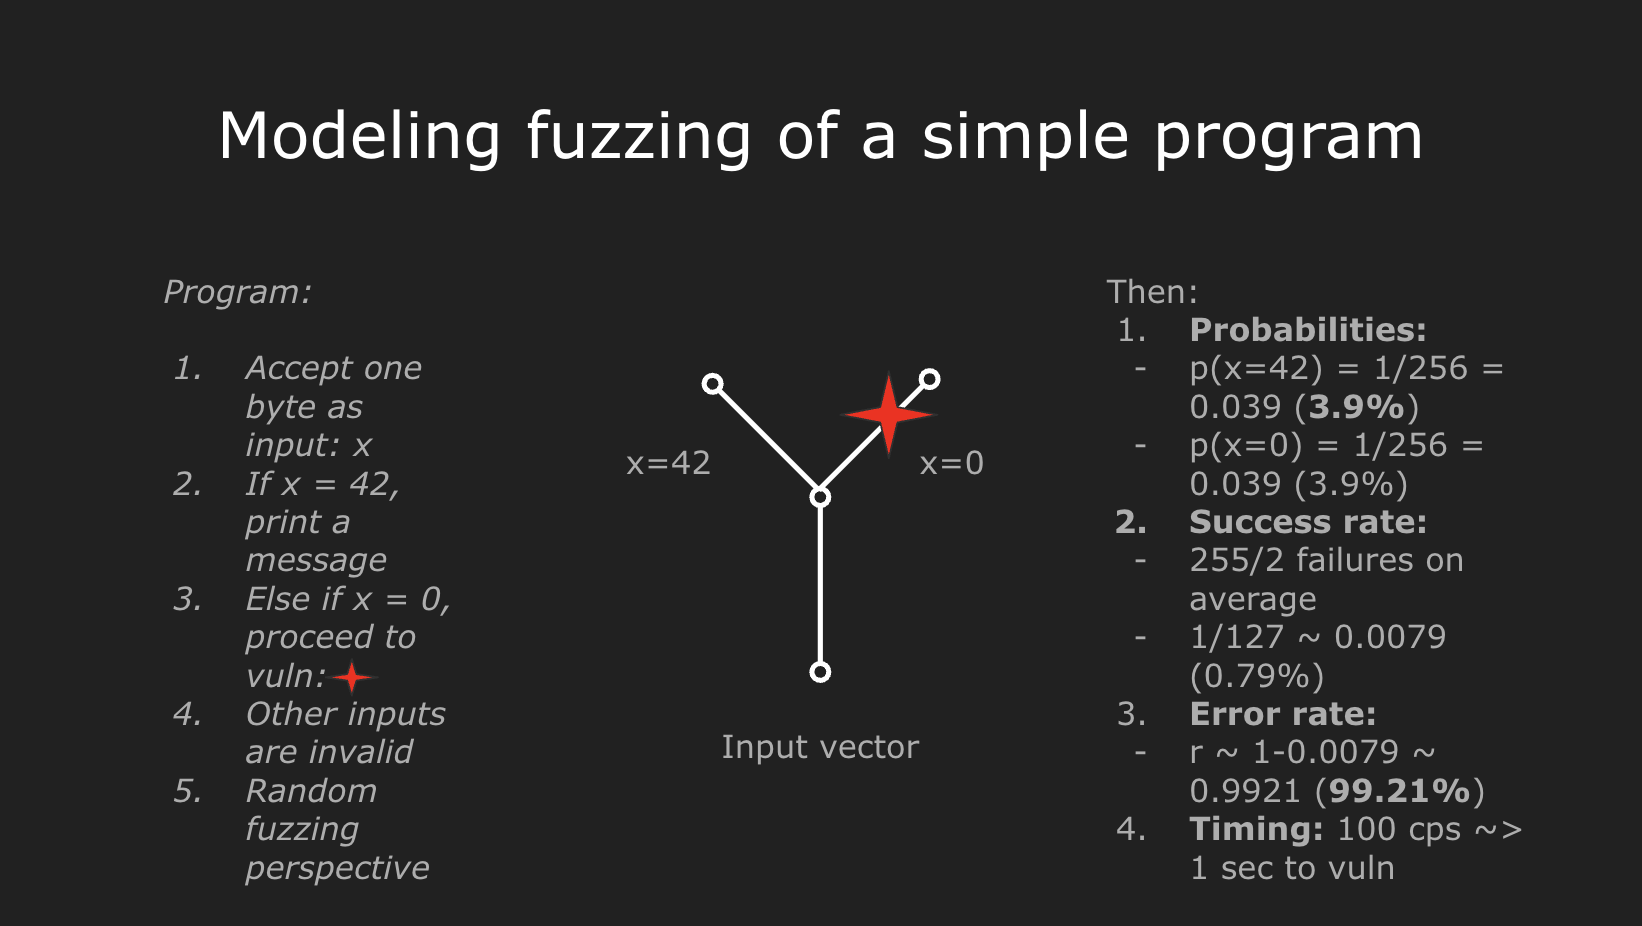 Modeling fuzzing of a simple program
Program:
1. Accept one
byte as
input: x
2. If x = 42,
print a
message
3. Else if x = 0,
proceed to
vuln:
4. Other inputs
are invalid
5. Random
fuzzing
perspective
x=42
x=0
Input vector
Then:
1. Probabilities:
- p(x=42) = 1/256 =
0.039 (3.9%)
- p(x=0) = 1/256 =
0.039 (3.9%)
2. Success rate:
- 255/2 failures on
average
- 1/127 ~ 0.0079
(0.79%)
3. Error rate:
- r ~ 1-0.0079 ~
0.9921 (99.21%)
4. Timing: 100 cps ~>
1 sec to vuln